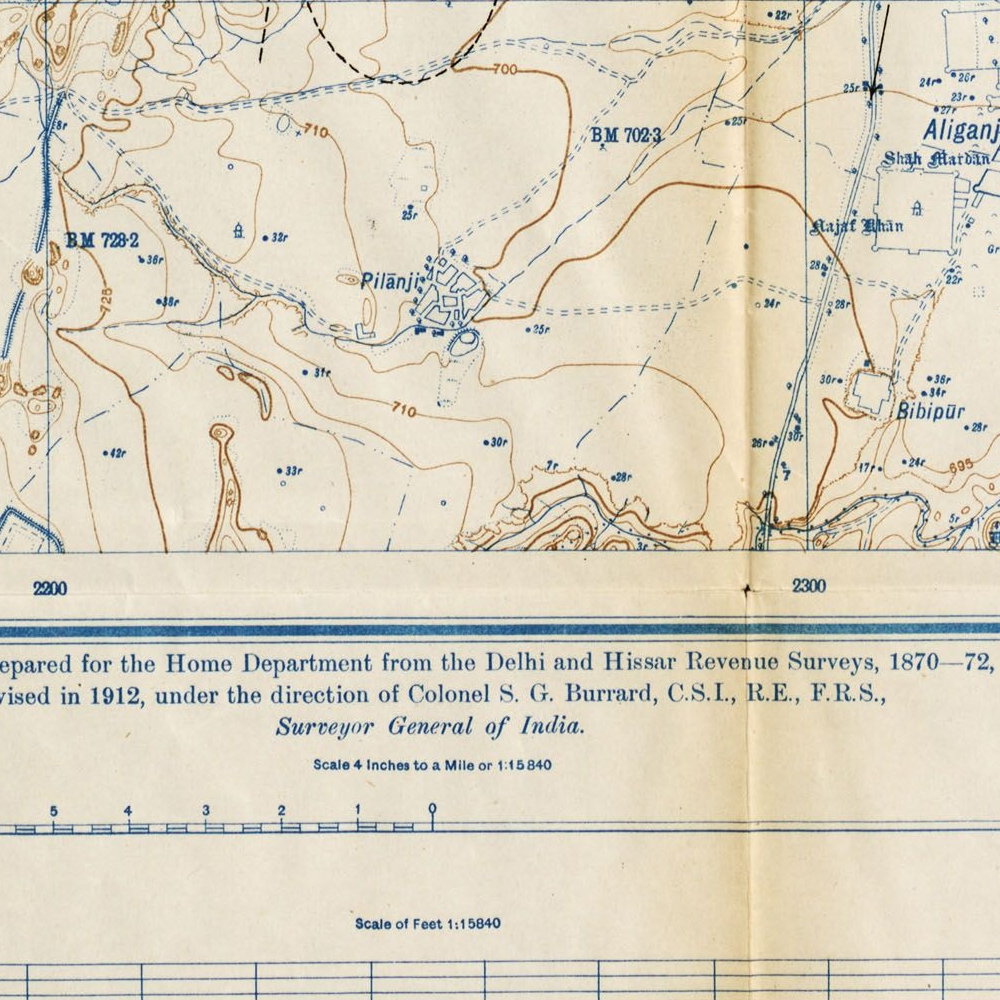 22r
700
25r
24r 26r
23r
27r
8r
710
BM 702·3
25r
Aliganj
Shah Mardan
25r
Najaf Khan
BM 728·2
32r
36r
28r
22r
Pilānji
725
38r
24r
28r
25r
31r
30r
36r
34r
710
Bibipūr
28r
30r
26r
30r
42r
33r
7r
28r
7
17r
24r
695
5r
3r
2200
2300
epared for the Home Department from the Delhi and Hissar Revenue Surveys, 1870—72,
vised in 1912, under the direction of Colonel S. G. Burrard, C.S.I., R.E., F.R.S.,
Surveyor General of India.
Scale 4 Inches to a Mile or 1:15840
5 4 3 2 1 0
Scale of Feet 1:15840